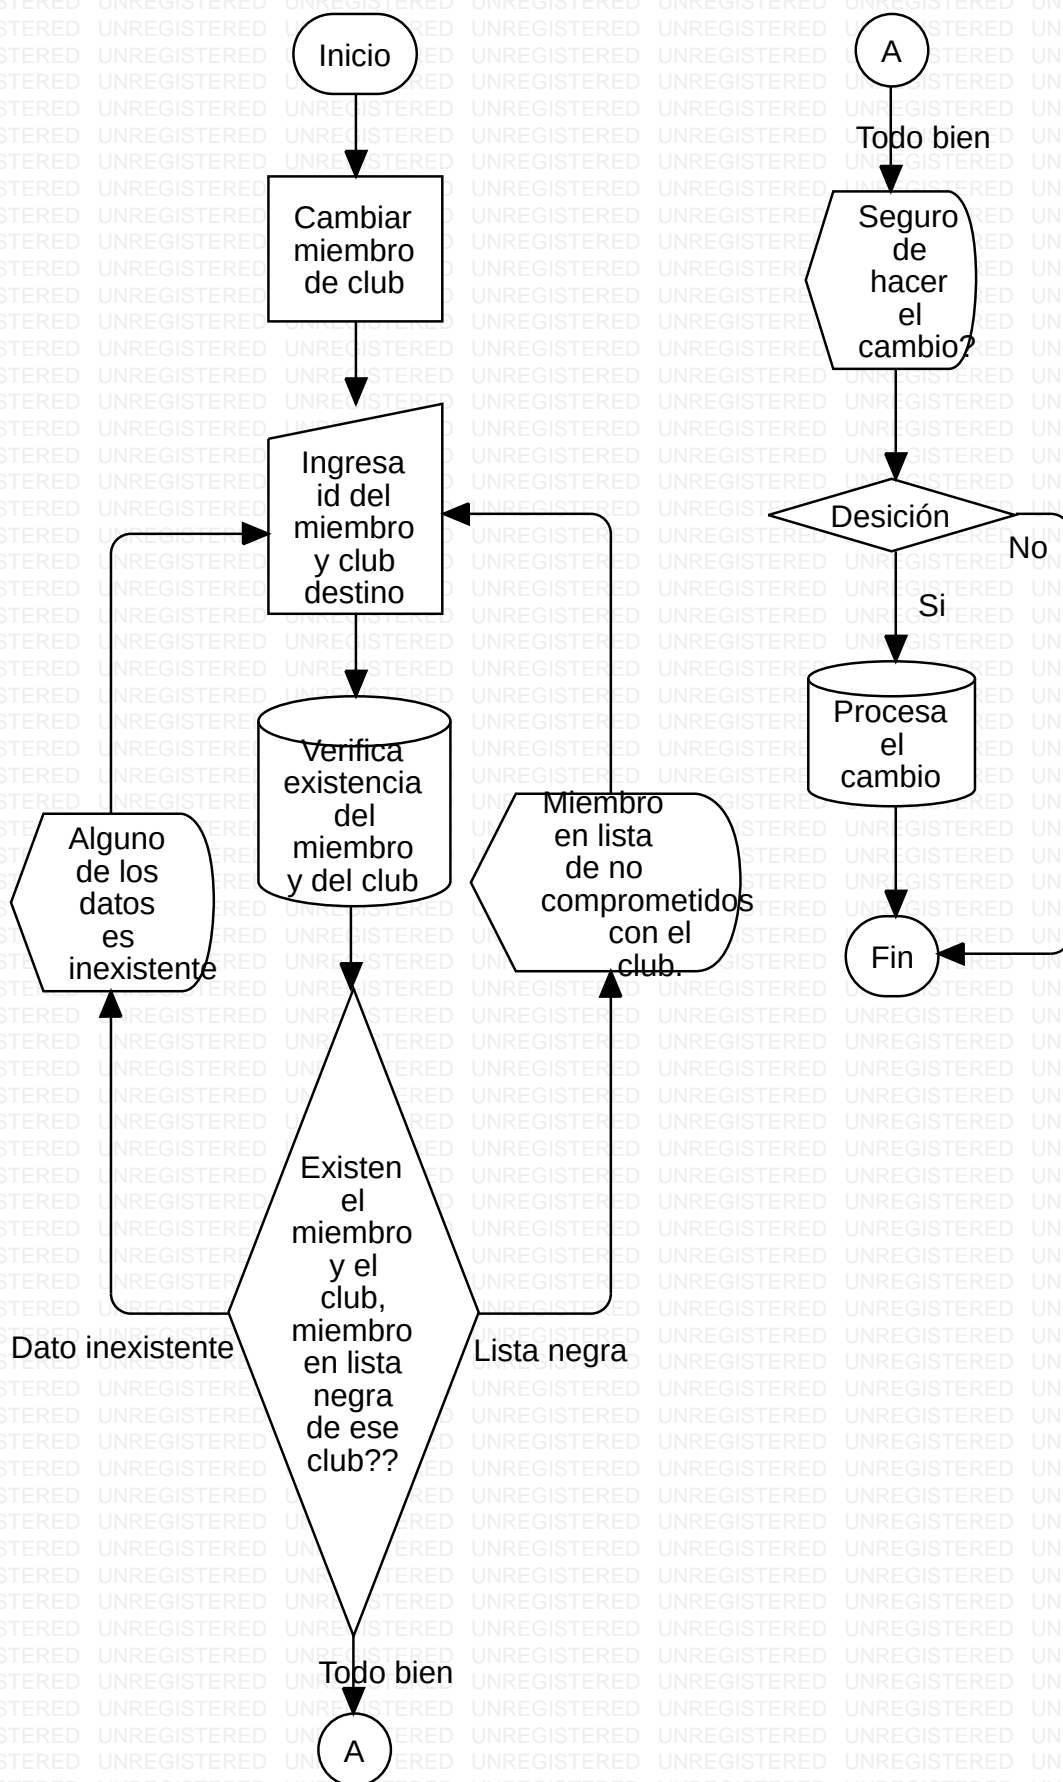 Inicio
Cambiar
miembro
de club
Ingresa
id del
miembro
y club
destino
Verifica
existencia
del
miembro
y del club
Alguno
de los
datos
es
inexistente
Miembro
en lista
de no
comprometidos
con el
club.
Existen
el
miembro
y el
club,
miembro
en lista
negra
de ese
club??
Dato inexistente
Lista negra
Todo bien
A
A
Todo bien
Seguro
de
hacer
el
cambio?
Desición
No
Si
Procesa
el
cambio
Fin
UNREGISTERED